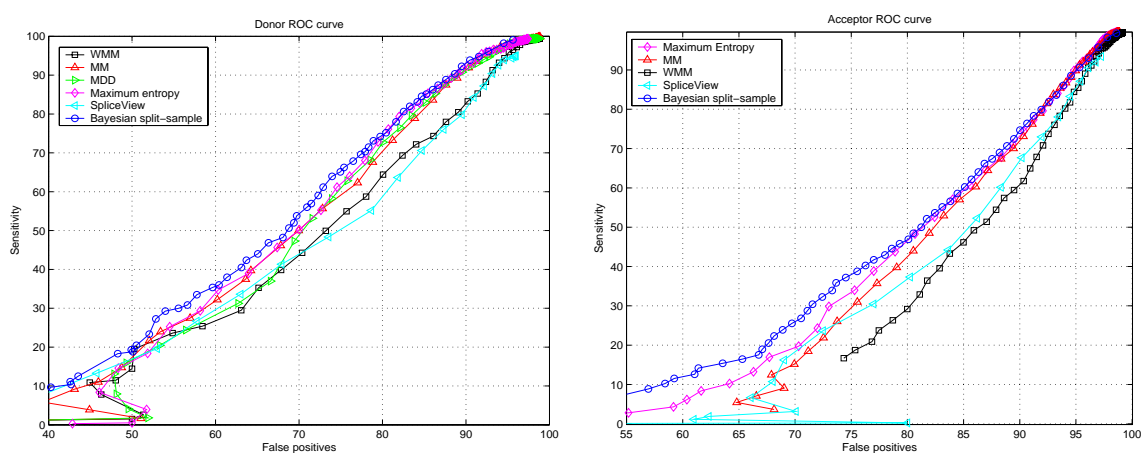 Donor ROC curve
100
90
80
70
60
50
40
30
20
10
0
Sensitivity
WMM
MM
MDD
Maximum entropy
SpliceView
Bayesian split-sample
40 50 60 70 80 90 100
False positives
Acceptor ROC curve
100
90
80
70
60
50
40
30
20
10
0
Sensitivity
Maximum Entropy
MM
WMM
SpliceView
Bayesian split-sample
55 60 65 70 75 80 85 90 95 100
False positives